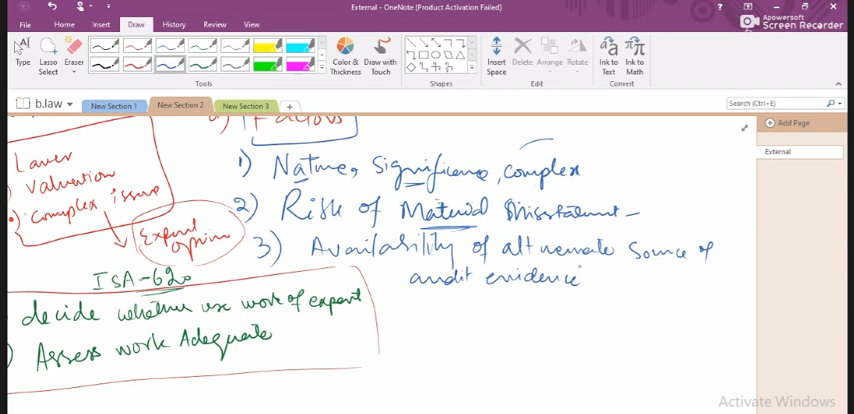 External - OneNote (Product Activation Failed)
Apowersoft
Screen Recorder
File Home Insert Draw History Review View
Type
Lasso Select
Eraser
Color & Thickness
Draw with Touch
Insert Space
Delete
Arrange
Rotate
Ink to Text
Ink to Math
Tools
Shapes
Edit
Convert
b.law
New Section 1
New Section 2
New Section 3
Search (Ctrl+E)
Add Page
External
Factors
Laver
Valuation
complex issue
Expert
opinion
ISA-620
decide whether use work of expert
Assess work Adequate
1) Nature, Significance, complex
2) Risk of Material Misstatement -
3) Availability of alternate source of
audit evidence
Activate Windows